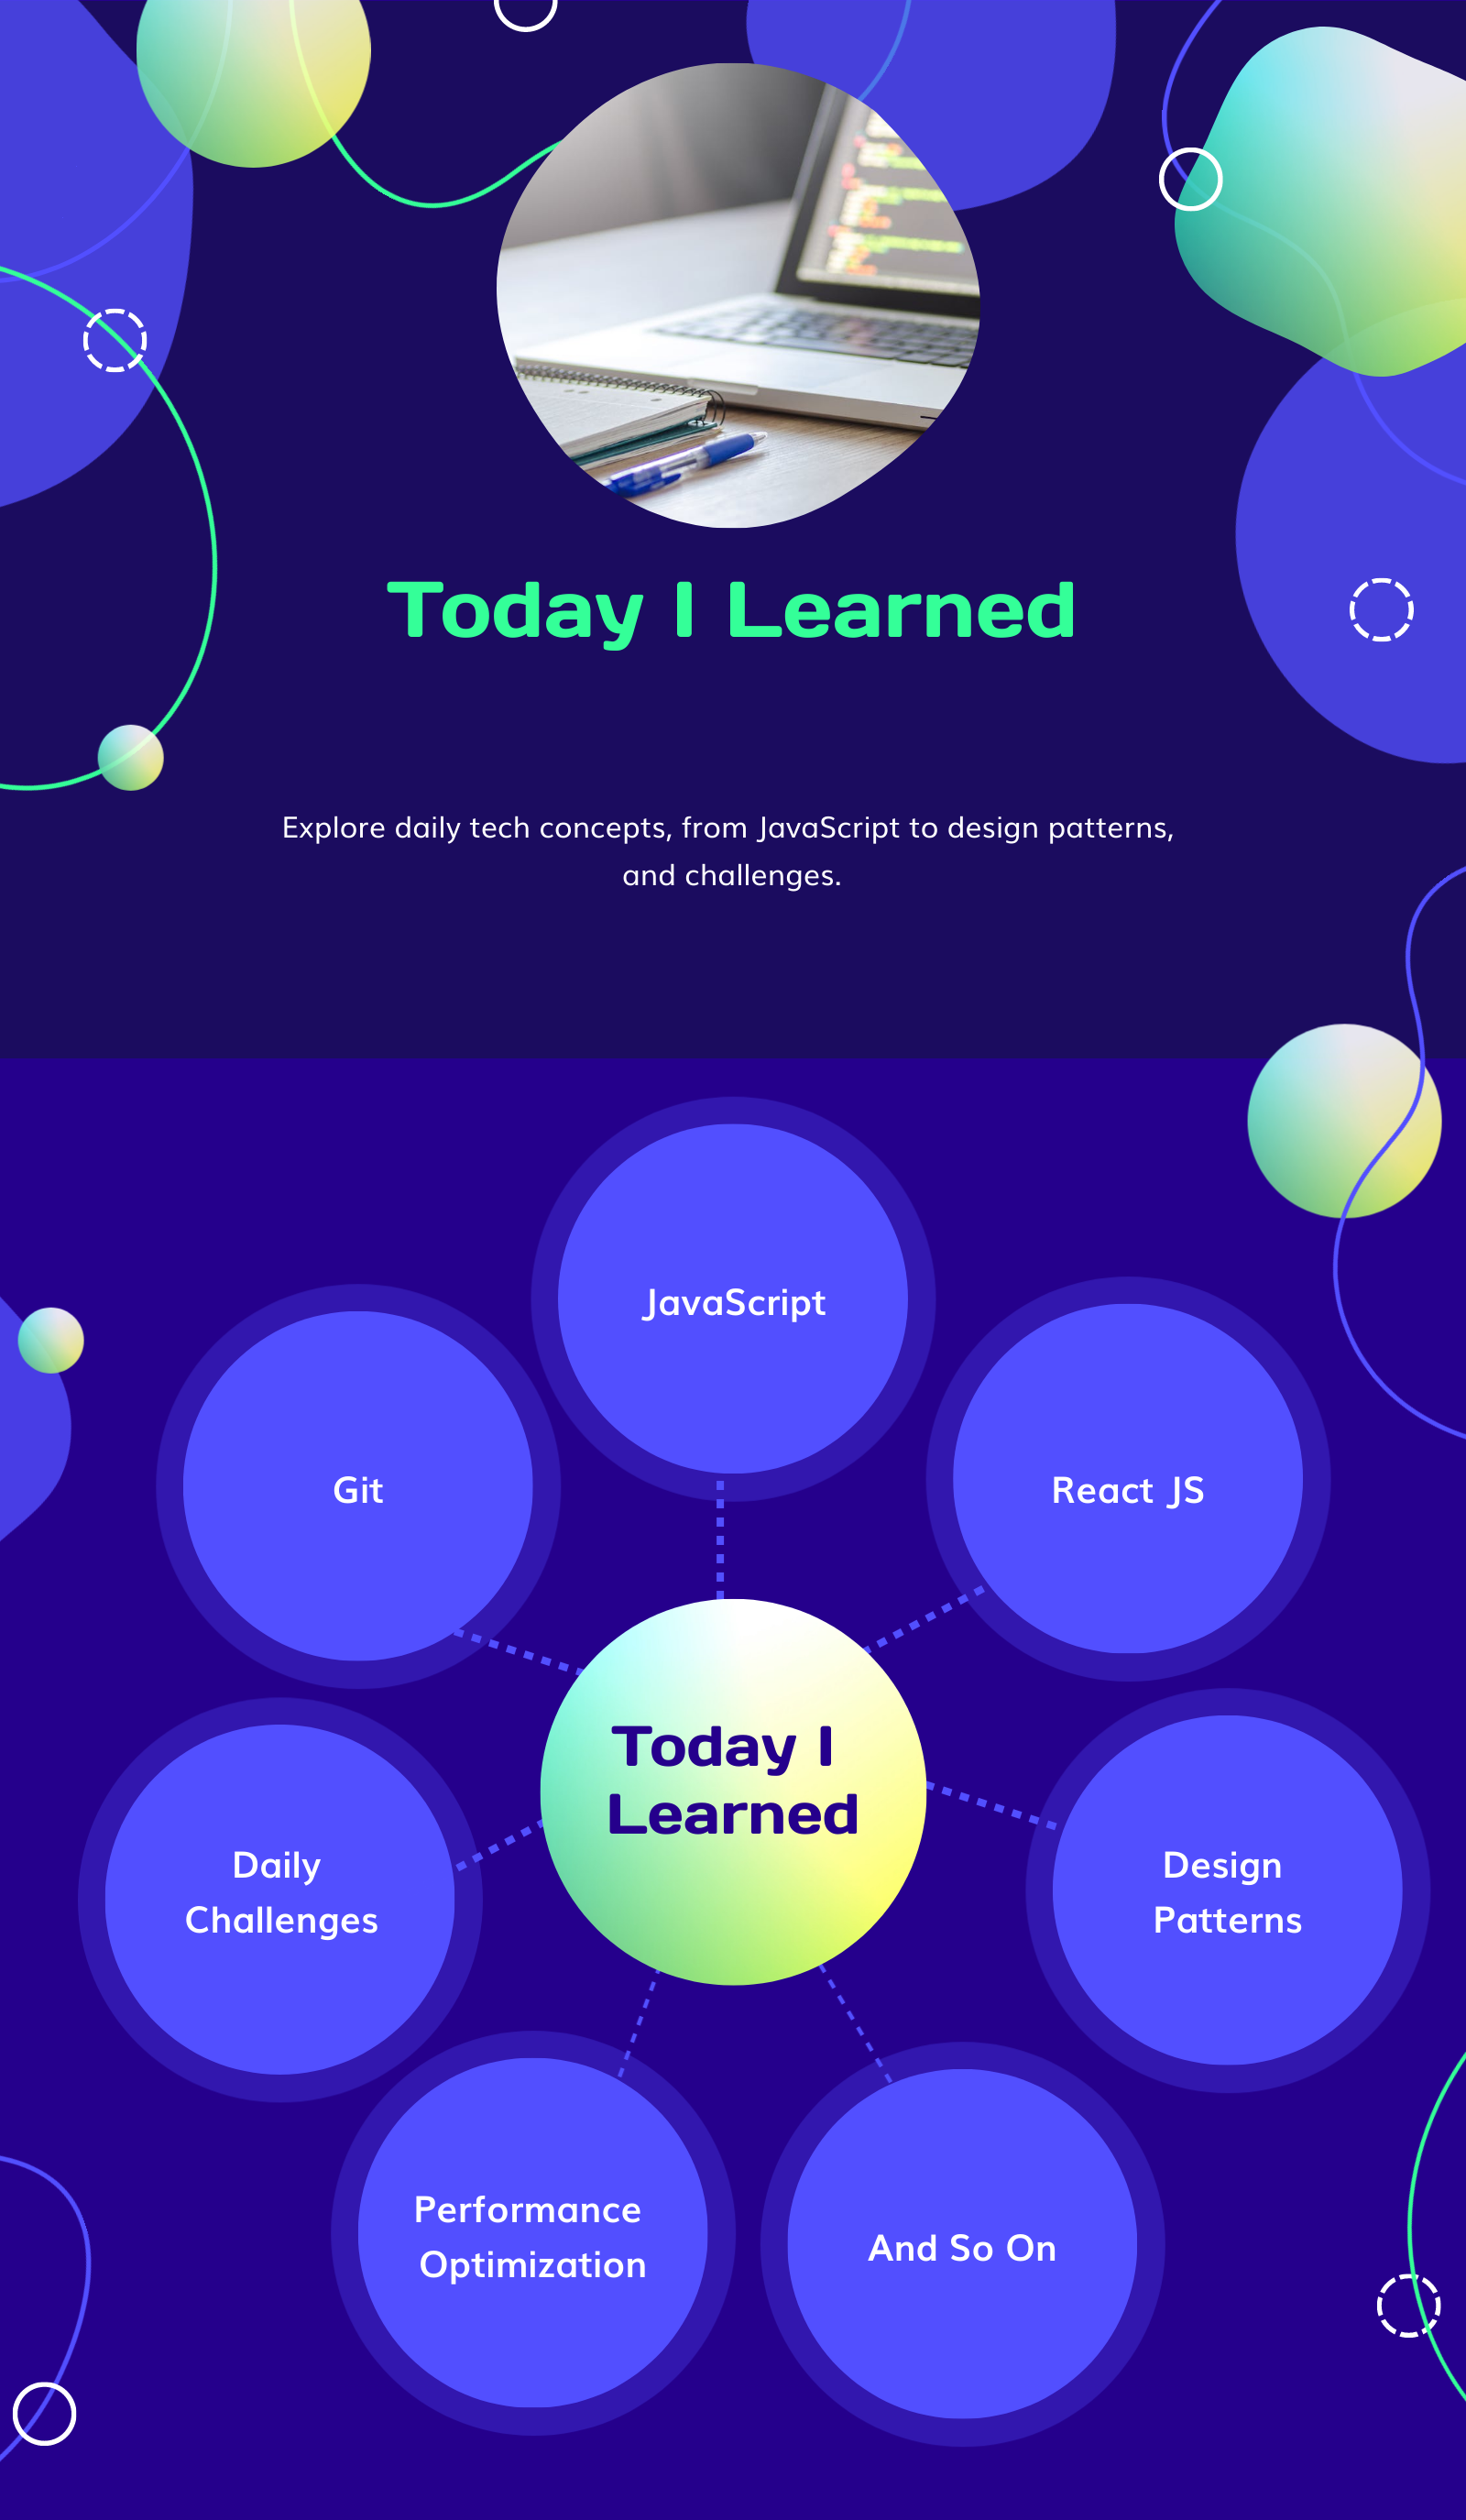 Today I Learned
Explore daily tech concepts, from JavaScript to design patterns,
and challenges.
JavaScript
Git
React JS
Today I
Learned
Daily
Challenges
Design
Patterns
Performance
Optimization
And So On